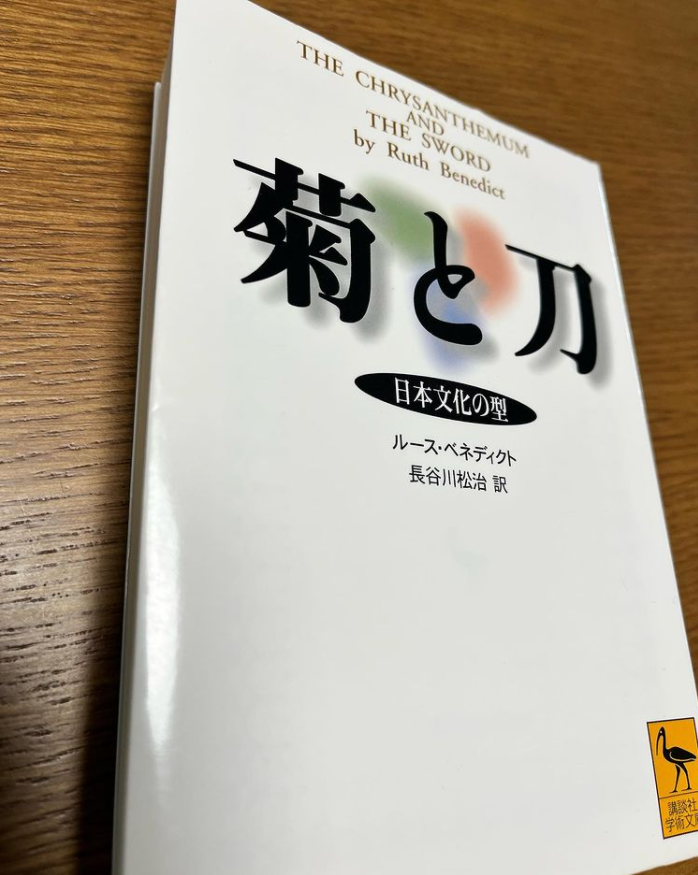 THE CHRYSANTHEMUM
AND
THE SWORD
by Ruth Benedict
菊と刀
日本文化の型
ルース・ベネディクト
長谷川松治 訳
講談社
学術文庫